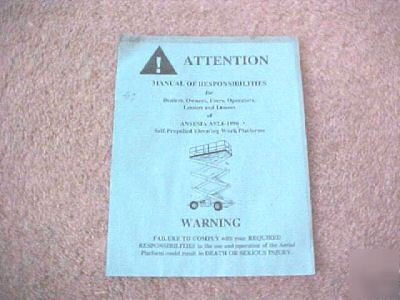 ATTENTION
MANUAL OF RESPONSIBILITIES
for
Dealers, Owners, Users, Operators,
Lessors and Lessees
of
ANSI/SIA A92.6-1990
Self-Propelled Elevating Work Platforms
WARNING
FAILURE TO COMPLY with your REQUIRED
RESPONSIBILITIES in the use and operation of the Aerial
Platform could result in DEATH OR SERIOUS INJURY.